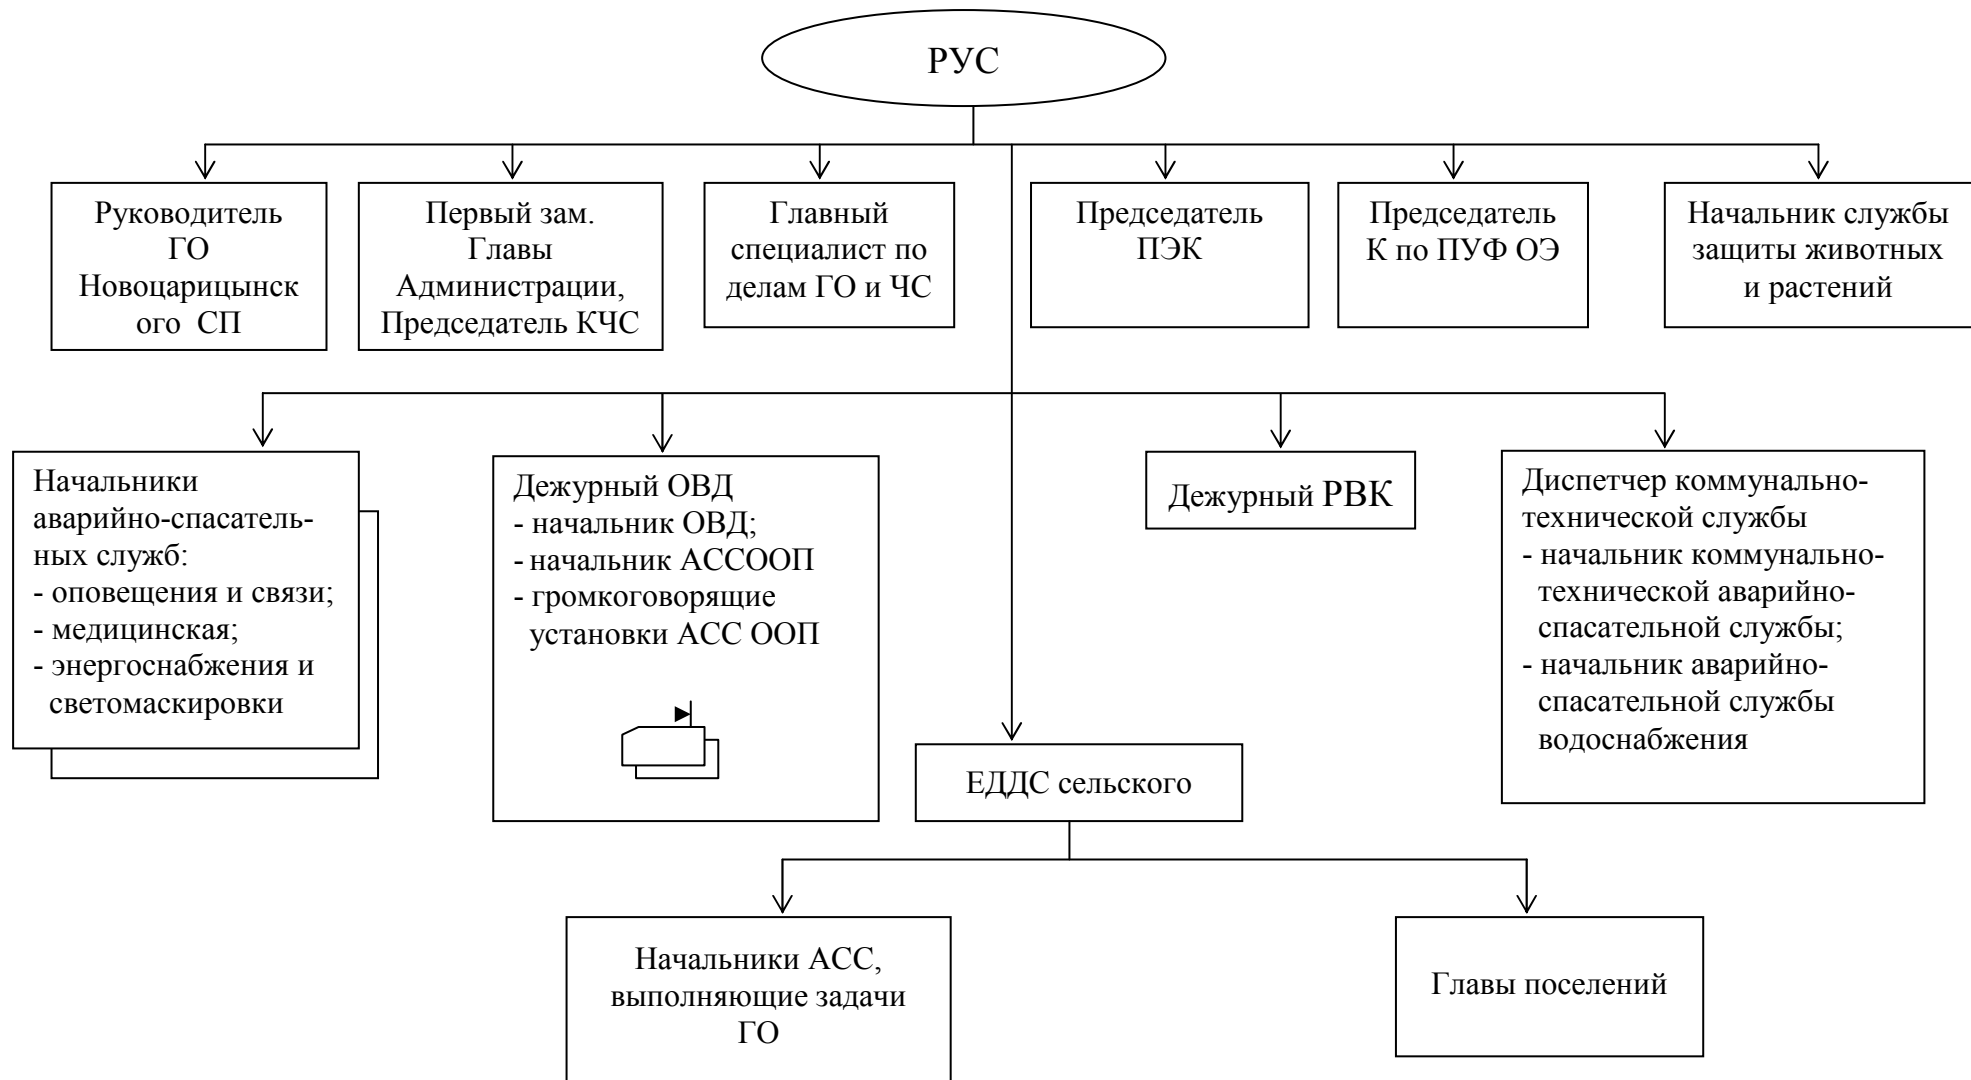 РУС
Руководитель
ГО
Новоцарицынск
ого СП
Первый зам.
Главы
Администрации,
Председатель КЧС
Главный
специалист по
делам ГО и ЧС
Председатель
ПЭК
Председатель
К по ПУФ ОЭ
Начальник службы
защиты животных
и растений
Начальники
аварийно-спасатель-
ных служб:
- оповещения и связи;
- медицинская;
- энергоснабжения и
светомаскировки
Дежурный ОВД
- начальник ОВД;
- начальник АССООП
- громкоговорящие
установки АСС ООП
Дежурный РВК
Диспетчер коммунально-
технической службы
- начальник коммунально-
технической аварийно-
спасательной службы;
- начальник аварийно-
спасательной службы
водоснабжения
ЕДДС сельского
Начальники АСС,
выполняющие задачи
ГО
Главы поселений